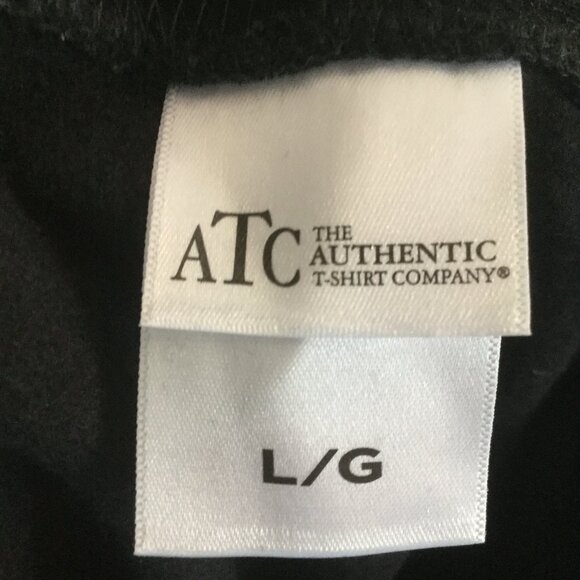 ATC THE
AUTHENTIC
T-SHIRT COMPANY®
L/G